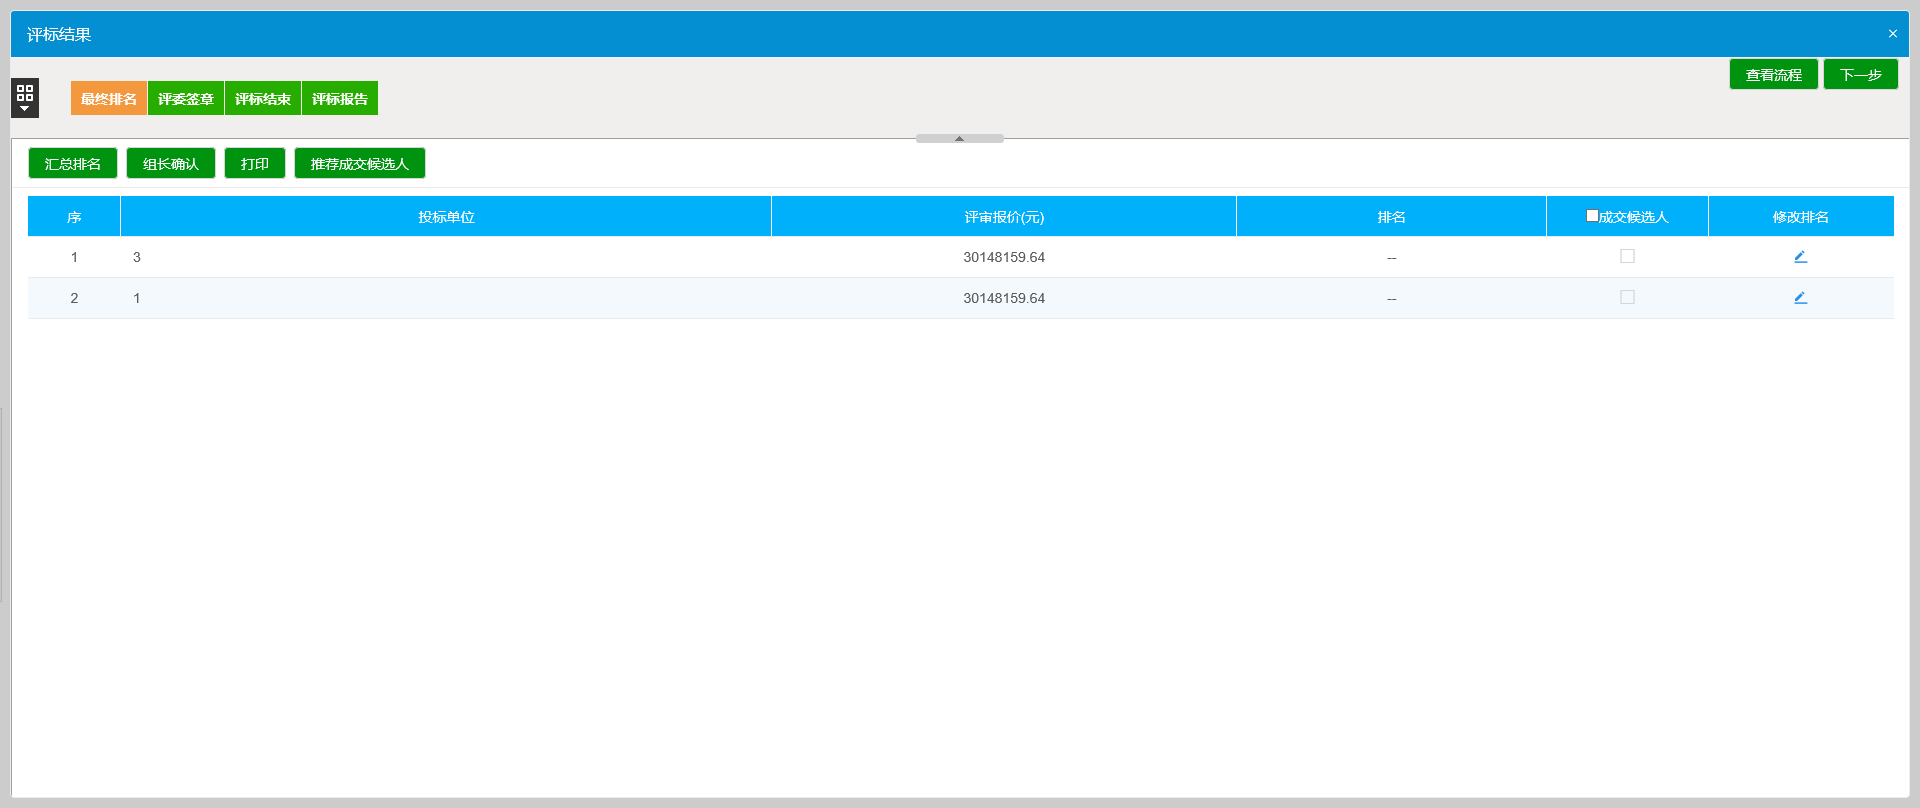 评标结果
×
查看流程 下一步
最终排名 评委签章 评标结束 评标报告
汇总排名 组长确认 打印 推荐成交候选人
序 投标单位 评审报价(元) 排名 成交候选人 修改排名
1 3 30148159.64 --
2 1 30148159.64 --